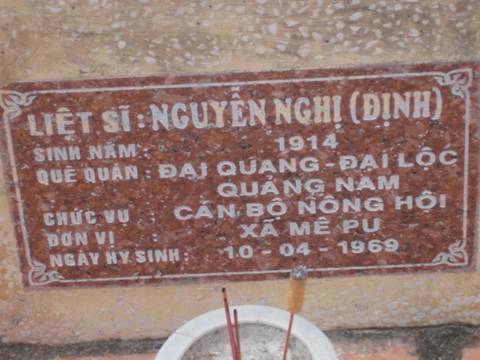 LIỆT SĨ : NGUYỄN NGHỊ (ĐỊNH)
SINH NĂM : 1914
QUÊ QUÁN : ĐẠI QUANG - ĐẠI LỘC
QUẢNG NAM
CHỨC VỤ : CÁN BỘ NÔNG HỘI
ĐƠN VỊ : - XÃ MÊ PU
NGÀY HY SINH : 10 - 04 - 1969